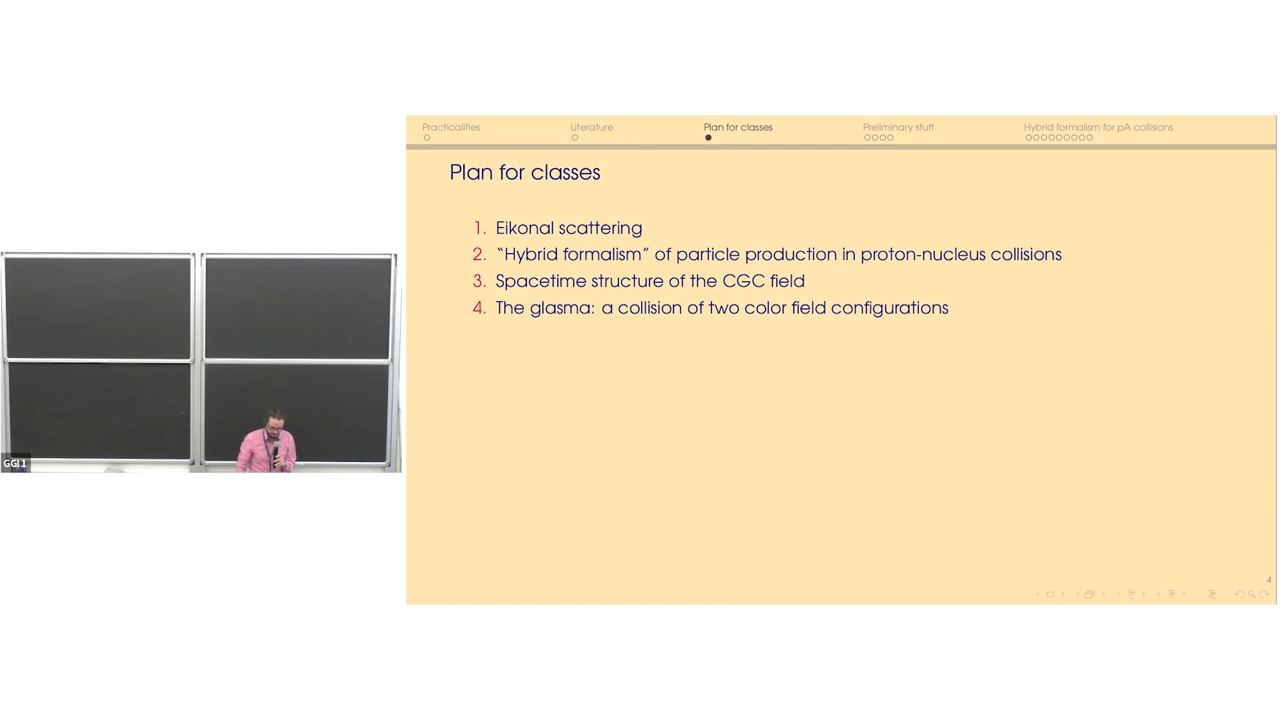 Practicalities
Literature
Plan for classes
Preliminary stuff
Hybrid formalism for pA collisions
Plan for classes
1. Eikonal scattering
2. “Hybrid formalism” of particle production in proton-nucleus collisions
3. Spacetime structure of the CGC field
4. The glasma: a collision of two color field configurations
GGI 1
4